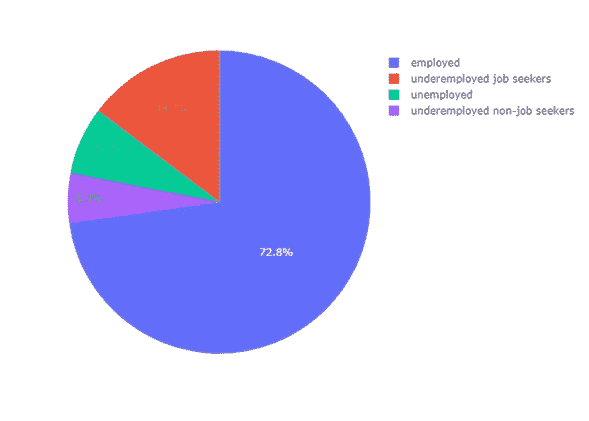 employed
underemployed job seekers
unemployed
underemployed non-job seekers
72.8%